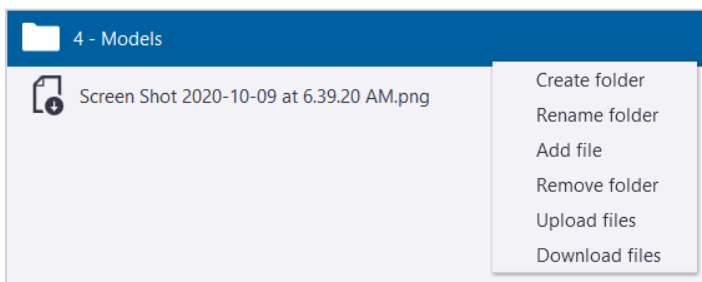 4 - Models
Screen Shot 2020-10-09 at 6.39.20 AM.png
Create folder
Rename folder
Add file
Remove folder
Upload files
Download files